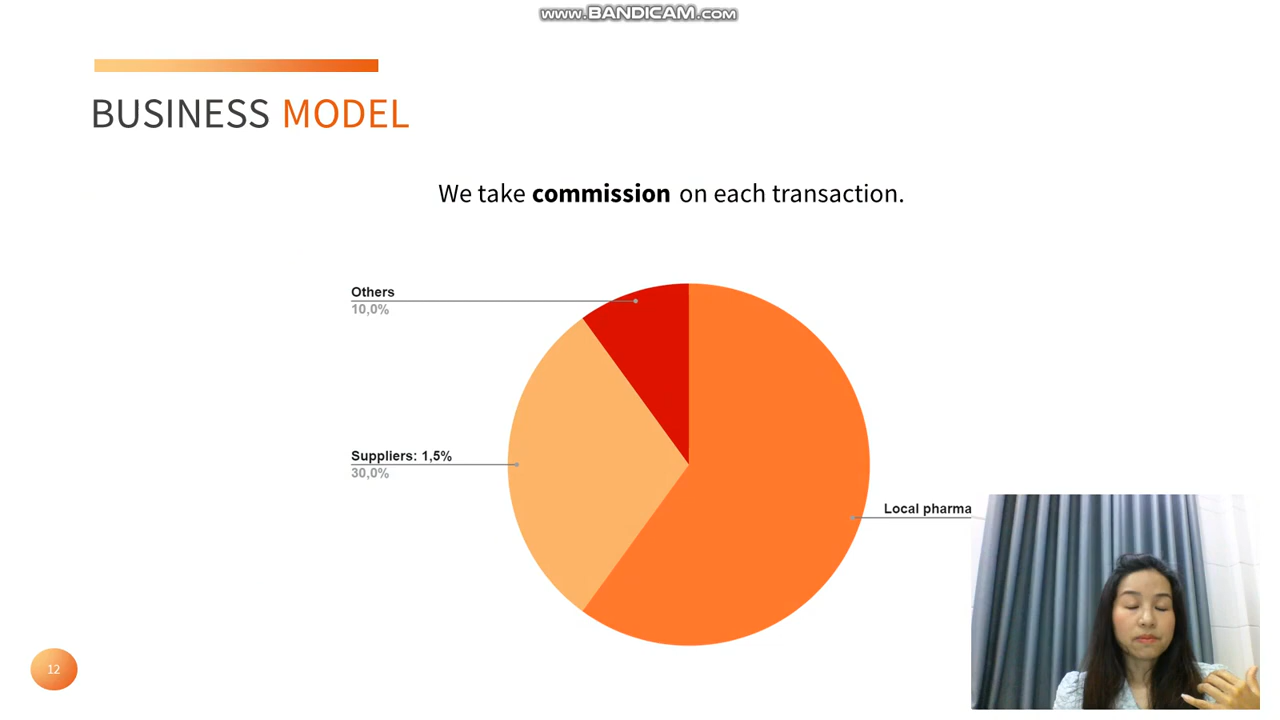 www.BANDICAM.com
BUSINESS MODEL
We take commission on each transaction.
Others
10,0%
Suppliers: 1,5%
30,0%
Local pharma
12